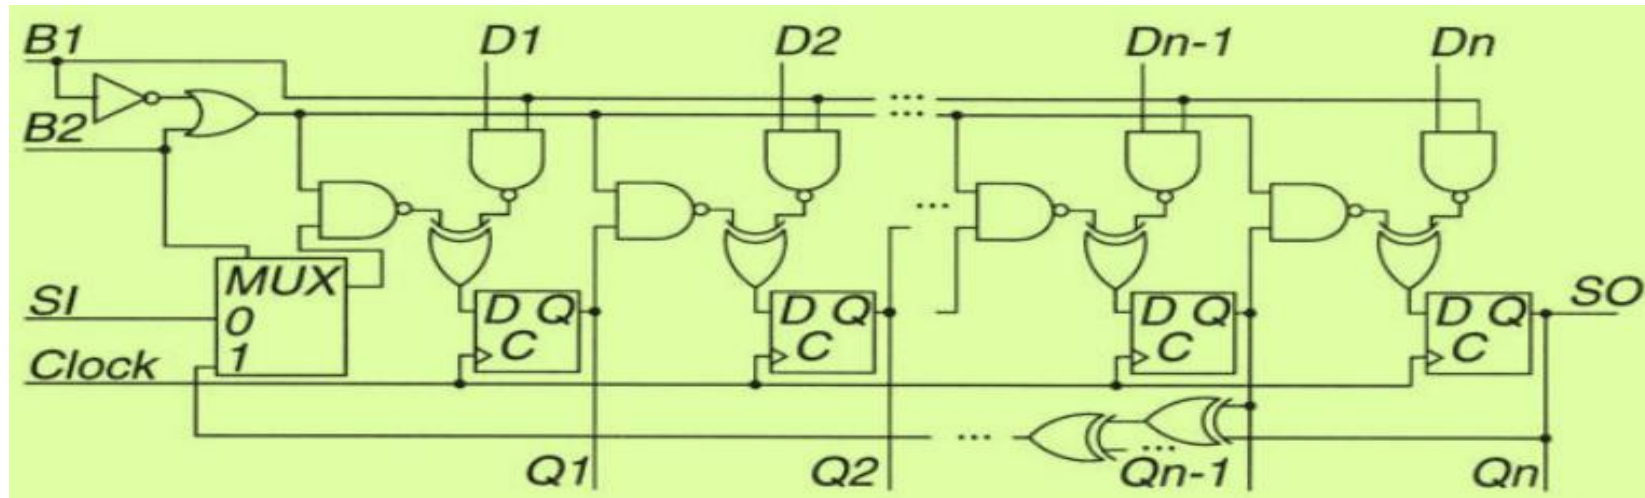 B1
D1 D2 Dn-1 Dn
...
...
B2
...
MUX
SI
0
D Q D Q D Q D Q
SO
1
C C C C
Clock
...
...
Q1 Q2 Qn-1 Qn